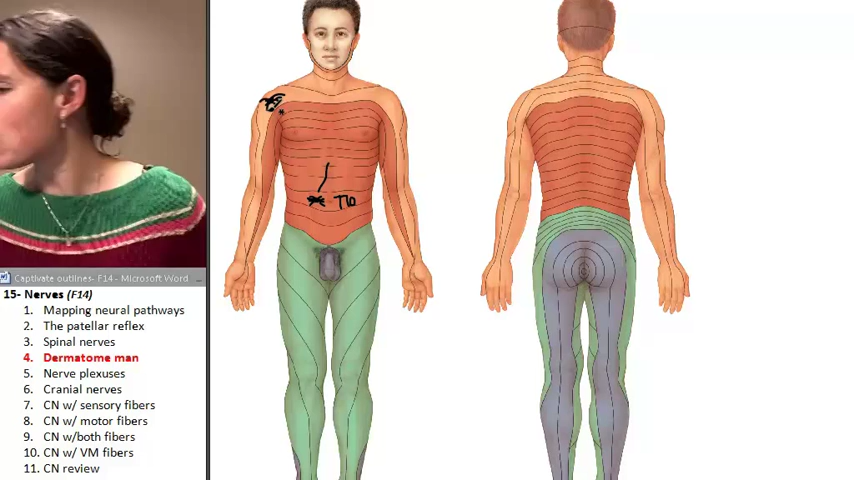 Captivate outlines- F14 - Microsoft Word
15- Nerves (F14)
1. Mapping neural pathways
2. The patellar reflex
3. Spinal nerves
4. Dermatome man
5. Nerve plexuses
6. Cranial nerves
7. CN w/ sensory fibers
8. CN w/ motor fibers
9. CN w/both fibers
10. CN w/ VM fibers
11. CN review
T10